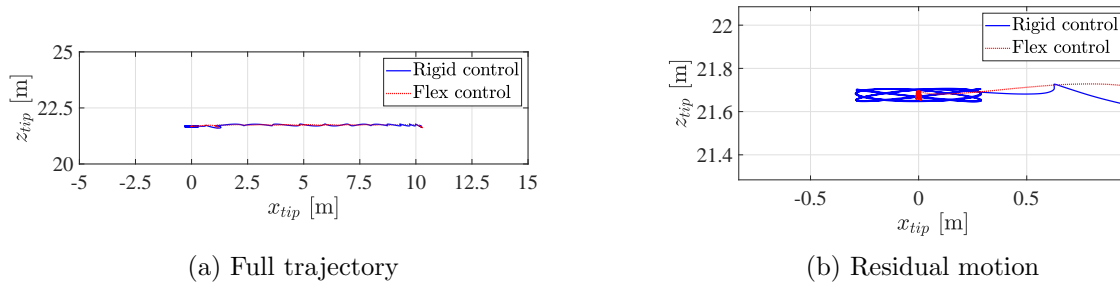 25
20
z_tip [m]
Rigid control
Flex control
-5 -2.5 0 2.5 5 7.5 10 12.5 15
x_tip [m]
(a) Full trajectory
22
21.8
21.6
21.4
z_tip [m]
Rigid control
Flex control
-0.5 0 0.5
x_tip [m]
(b) Residual motion